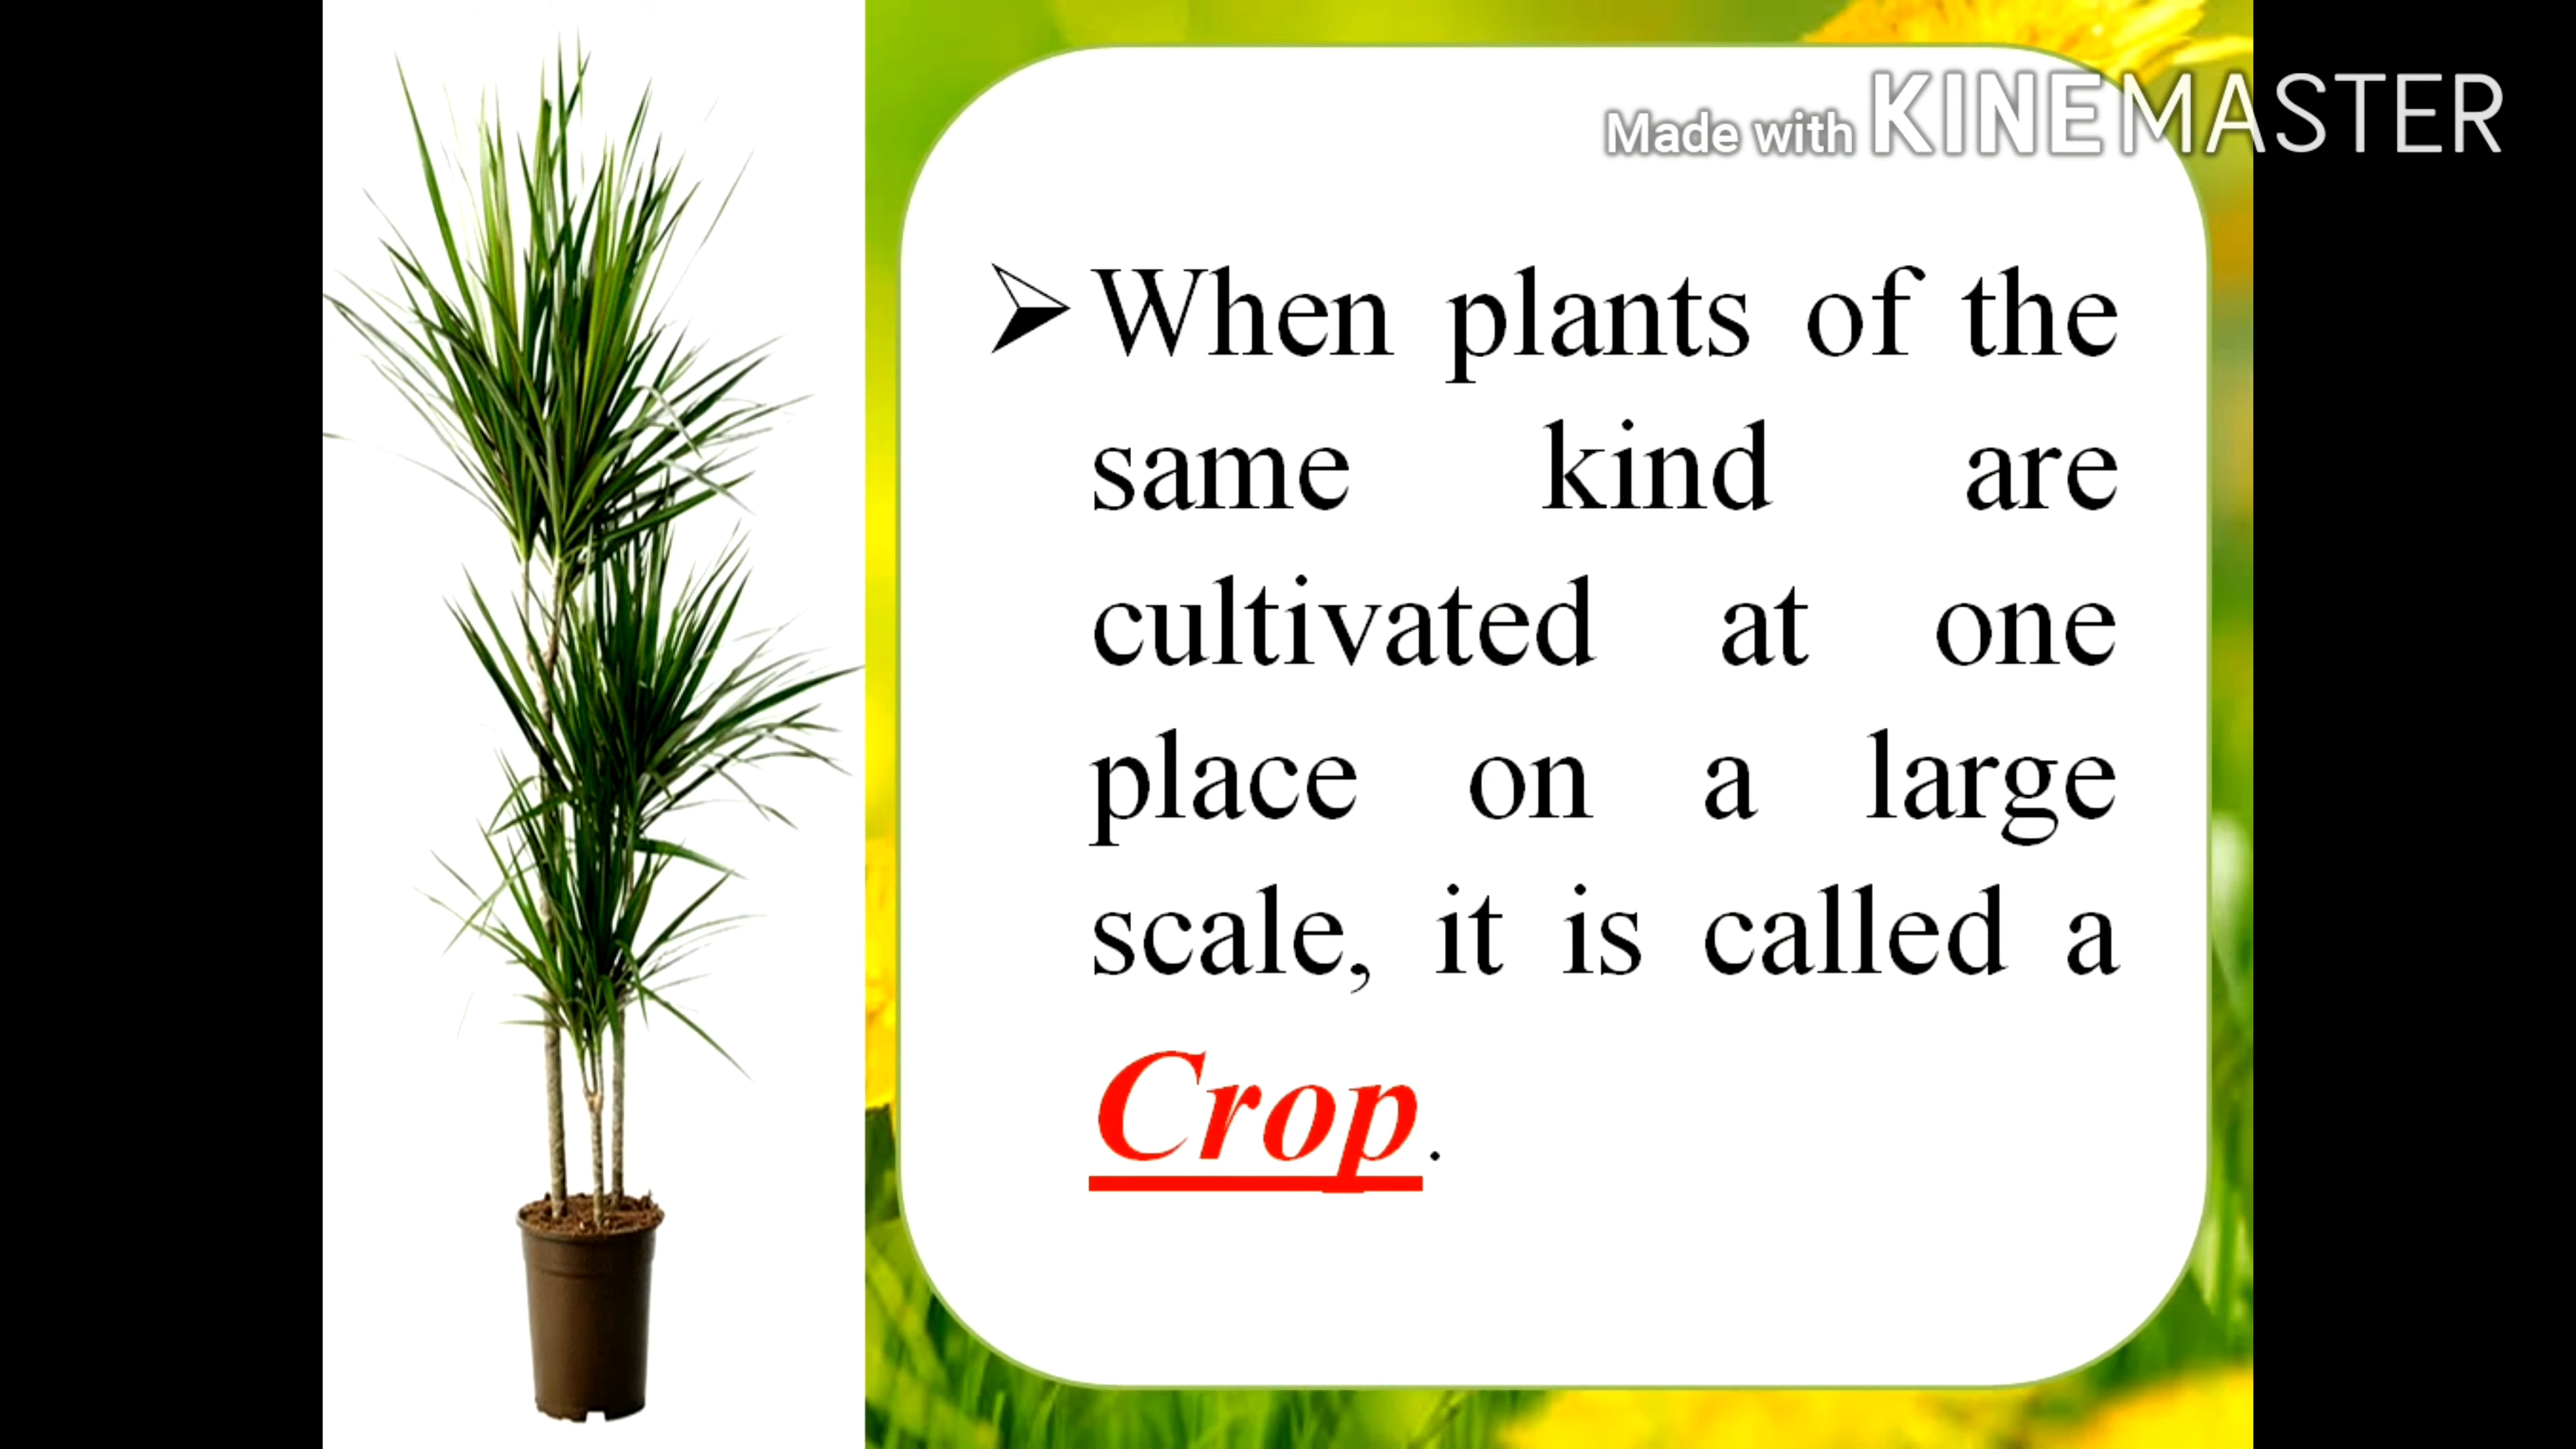 Made with KINEMASTER
➢When plants of the
same kind are
cultivated at one
place on a large
scale, it is called a
Crop.